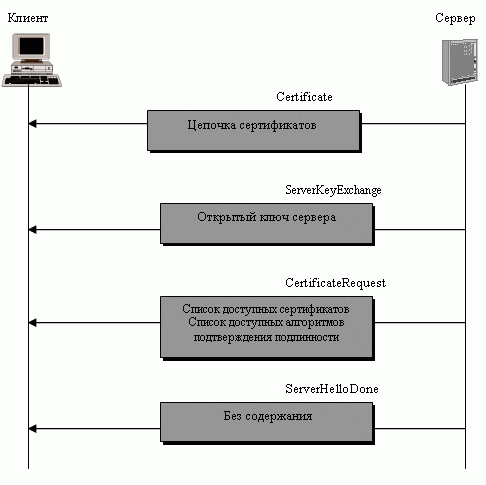 Клиент
Сервер
Certificate
Цепочка сертификатов
ServerKeyExchange
Открытый ключ сервера
CertificateRequest
Список доступных сертификатов
Список доступных алгоритмов
подтверждения подлинности
ServerHelloDone
Без содержания